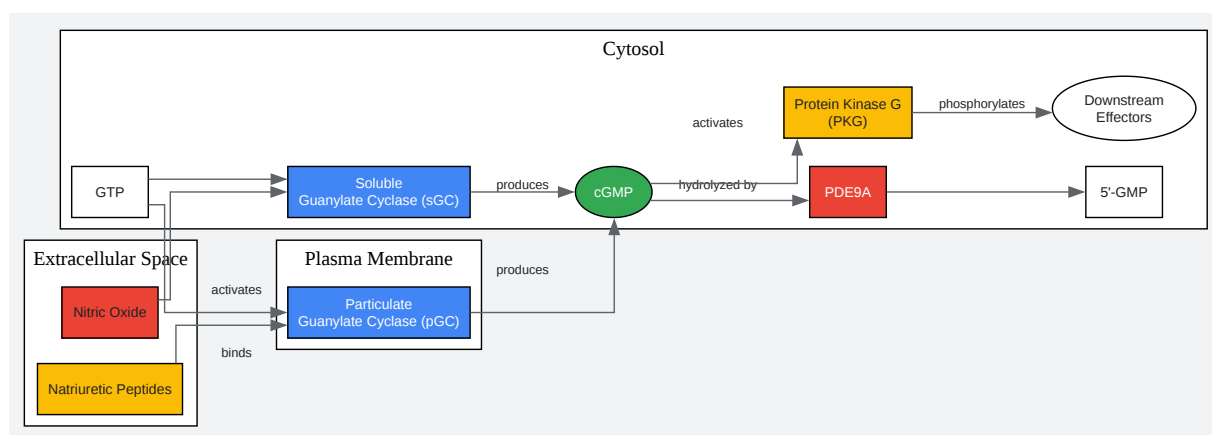 Cytosol
Protein Kinase G
(PKG)
phosphorylates
Downstream
Effectors
activates
GTP
Soluble
Guanylate Cyclase (sGC)
produces
cGMP
hydrolyzed by
PDE9A
5'-GMP
Extracellular Space
Plasma Membrane
produces
activates
Nitric Oxide
Particulate
Guanylate Cyclase (pGC)
binds
Natriuretic Peptides